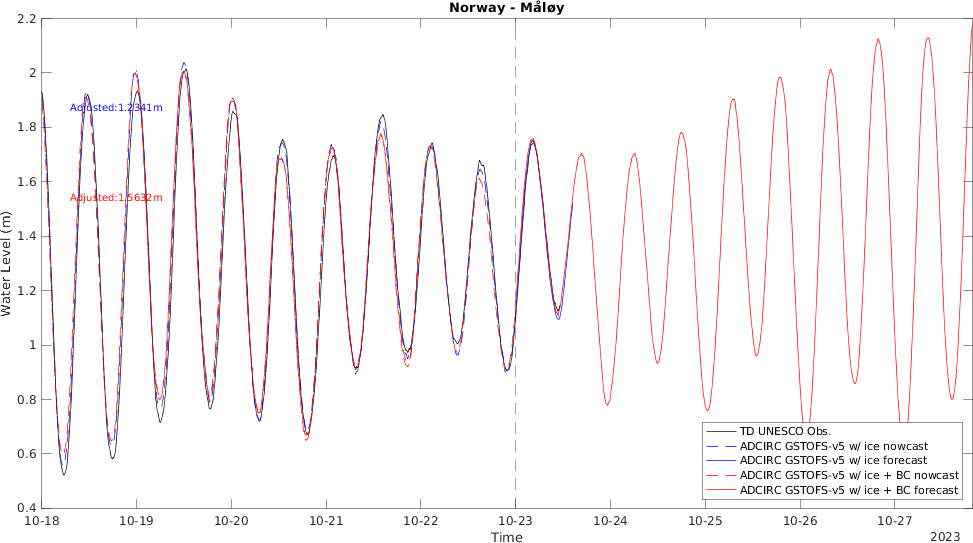 Norway - Måløy
2.2
2
1.8
1.6
1.4
1.2
1
0.8
0.6
0.4
Water Level (m)
Adjusted:1.2341m
Adjusted:1.5632m
TD UNESCO Obs.
ADCIRC GSTOFS-v5 w/ ice nowcast
ADCIRC GSTOFS-v5 w/ ice forecast
ADCIRC GSTOFS-v5 w/ ice + BC nowcast
ADCIRC GSTOFS-v5 w/ ice + BC forecast
10-18 10-19 10-20 10-21 10-22 10-23 10-24 10-25 10-26 10-27
Time
2023